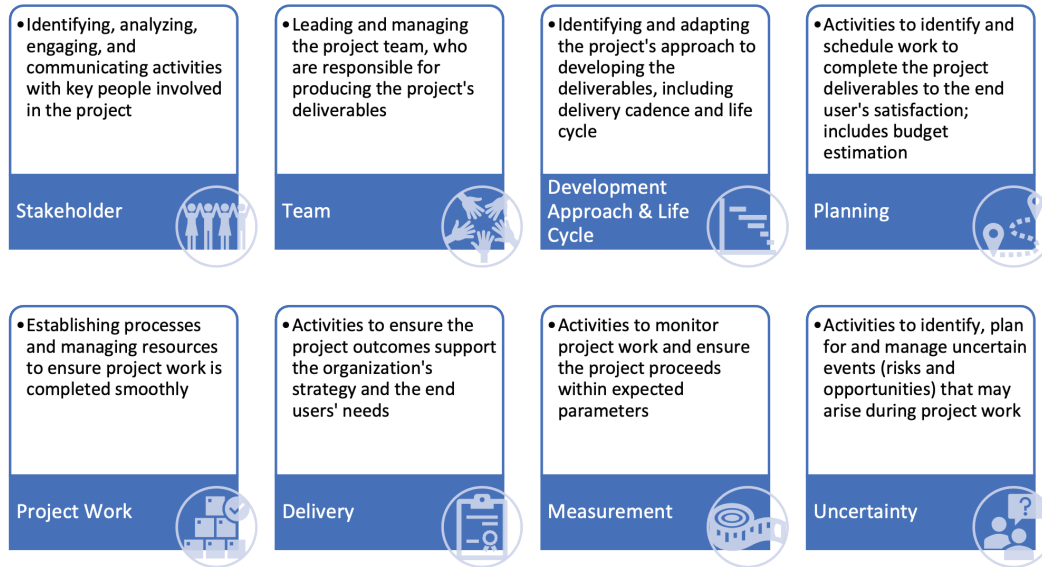 •Identifying, analyzing,
engaging, and
communicating activities
with key people involved
in the project
Stakeholder
•Leading and managing
the project team, who
are responsible for
producing the project's
deliverables
Team
•Identifying and adapting
the project's approach to
developing the
deliverables, including
delivery cadence and life
cycle
Development
Approach & Life
Cycle
•Activities to identify and
schedule work to
complete the project
deliverables to the end
user's satisfaction;
includes budget
estimation
Planning
•Establishing processes
and managing resources
to ensure project work is
completed smoothly
Project Work
•Activities to ensure the
project outcomes support
the organization's
strategy and the end
users' needs
Delivery
•Activities to monitor
project work and ensure
the project proceeds
within expected
parameters
Measurement
•Activities to identify, plan
for and manage uncertain
events (risks and
opportunities) that may
arise during project work
?
Uncertainty